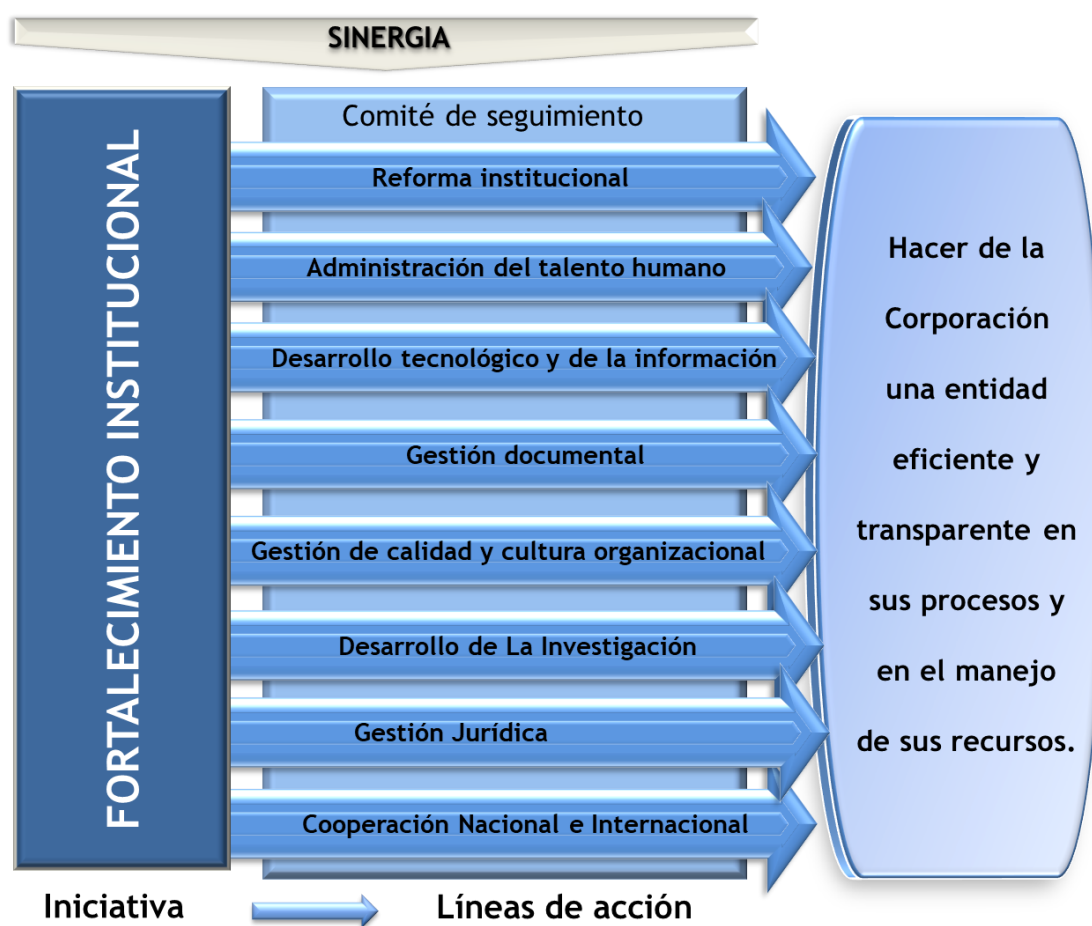 SINERGIA
FORTALECIMIENTO INSTITUCIONAL
Comité de seguimiento
Reforma institucional
Administración del talento humano
Desarrollo tecnológico y de la información
Gestión documental
Gestión de calidad y cultura organizacional
Desarrollo de La Investigación
Gestión Jurídica
Cooperación Nacional e Internacional
Hacer de la
Corporación
una entidad
eficiente y
transparente en
sus procesos y
en el manejo
de sus recursos.
Iniciativa
Líneas de acción